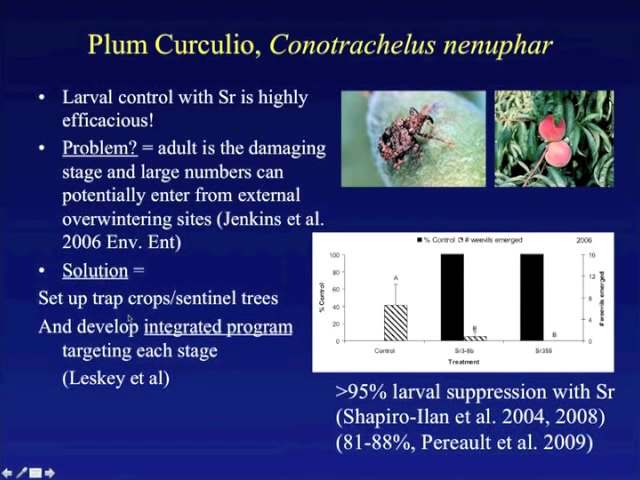 Plum Curculio, Conotrachelus nenuphar
• Larval control with Sr is highly
efficacious!
• Problem? = adult is the damaging
stage and large numbers can
potentially enter from external
overwintering sites (Jenkins et al.
2006 Env. Ent)
• Solution =
Set up trap crops/sentinel trees
And develop integrated program
targeting each stage
(Leskey et al)
% Control # weevils emerged 2006
% Control
100
80
60
40
20
0
A
B
B
16
12
8
4
0
# weevils emerged
Control Sr3-8b Sr355
Treatment
>95% larval suppression with Sr
(Shapiro-Ilan et al. 2004, 2008)
(81-88%, Pereault et al. 2009)